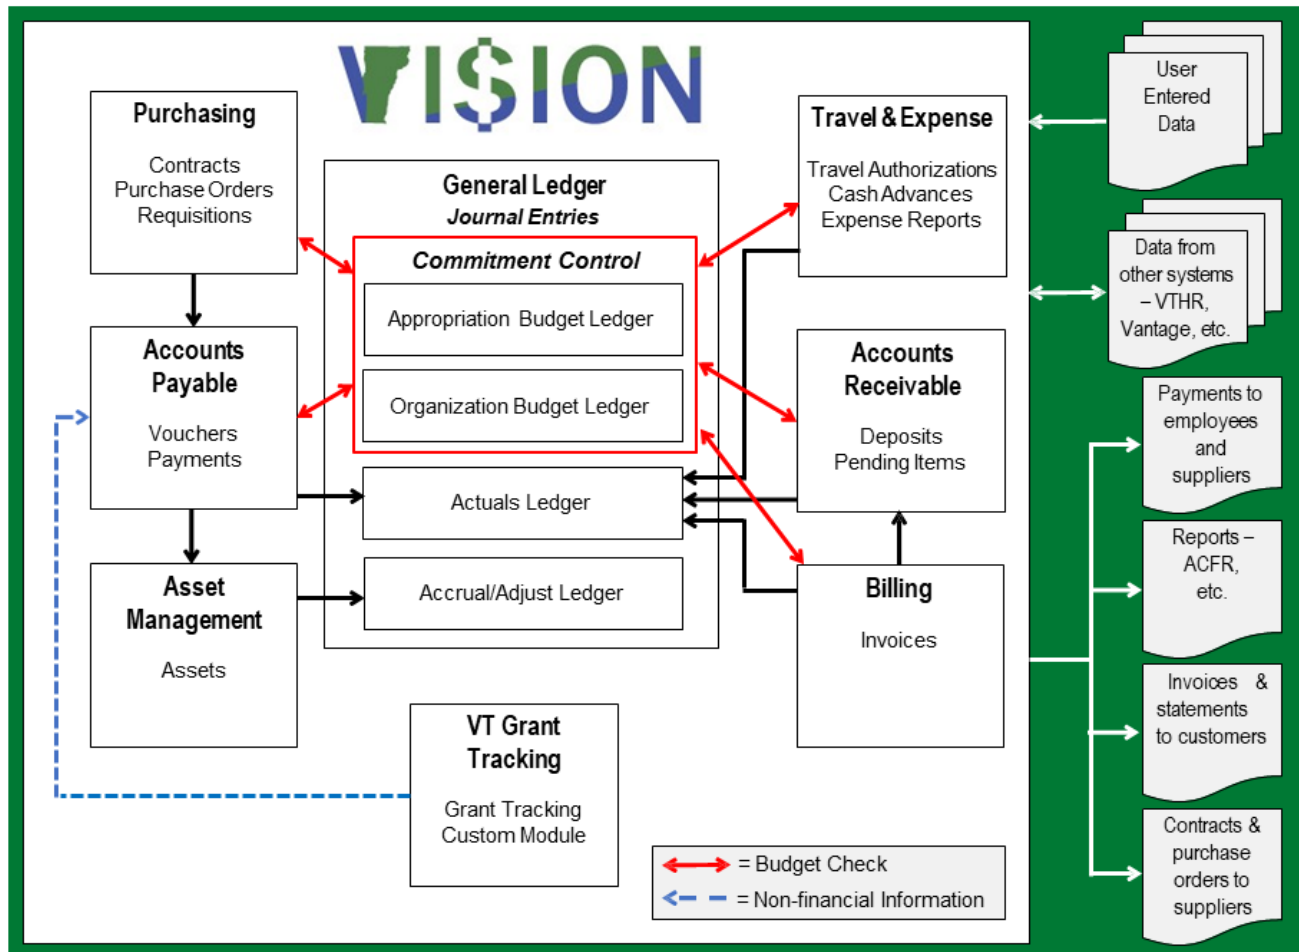 VISION
Purchasing
Contracts
Purchase Orders
Requisitions
General Ledger
Journal Entries
Commitment Control
Appropriation Budget Ledger
Organization Budget Ledger
Actuals Ledger
Accrual/Adjust Ledger
Travel & Expense
Travel Authorizations
Cash Advances
Expense Reports
Accounts
Payable
Vouchers
Payments
Accounts
Receivable
Deposits
Pending Items
Asset
Management
Assets
Billing
Invoices
VT Grant
Tracking
Grant Tracking
Custom Module
= Budget Check
= Non-financial Information
User
Entered
Data
Data from
other systems
– VTHR,
Vantage, etc.
Payments to
employees
and
suppliers
Reports –
ACFR,
etc.
Invoices &
statements
to customers
Contracts &
purchase
orders to
suppliers